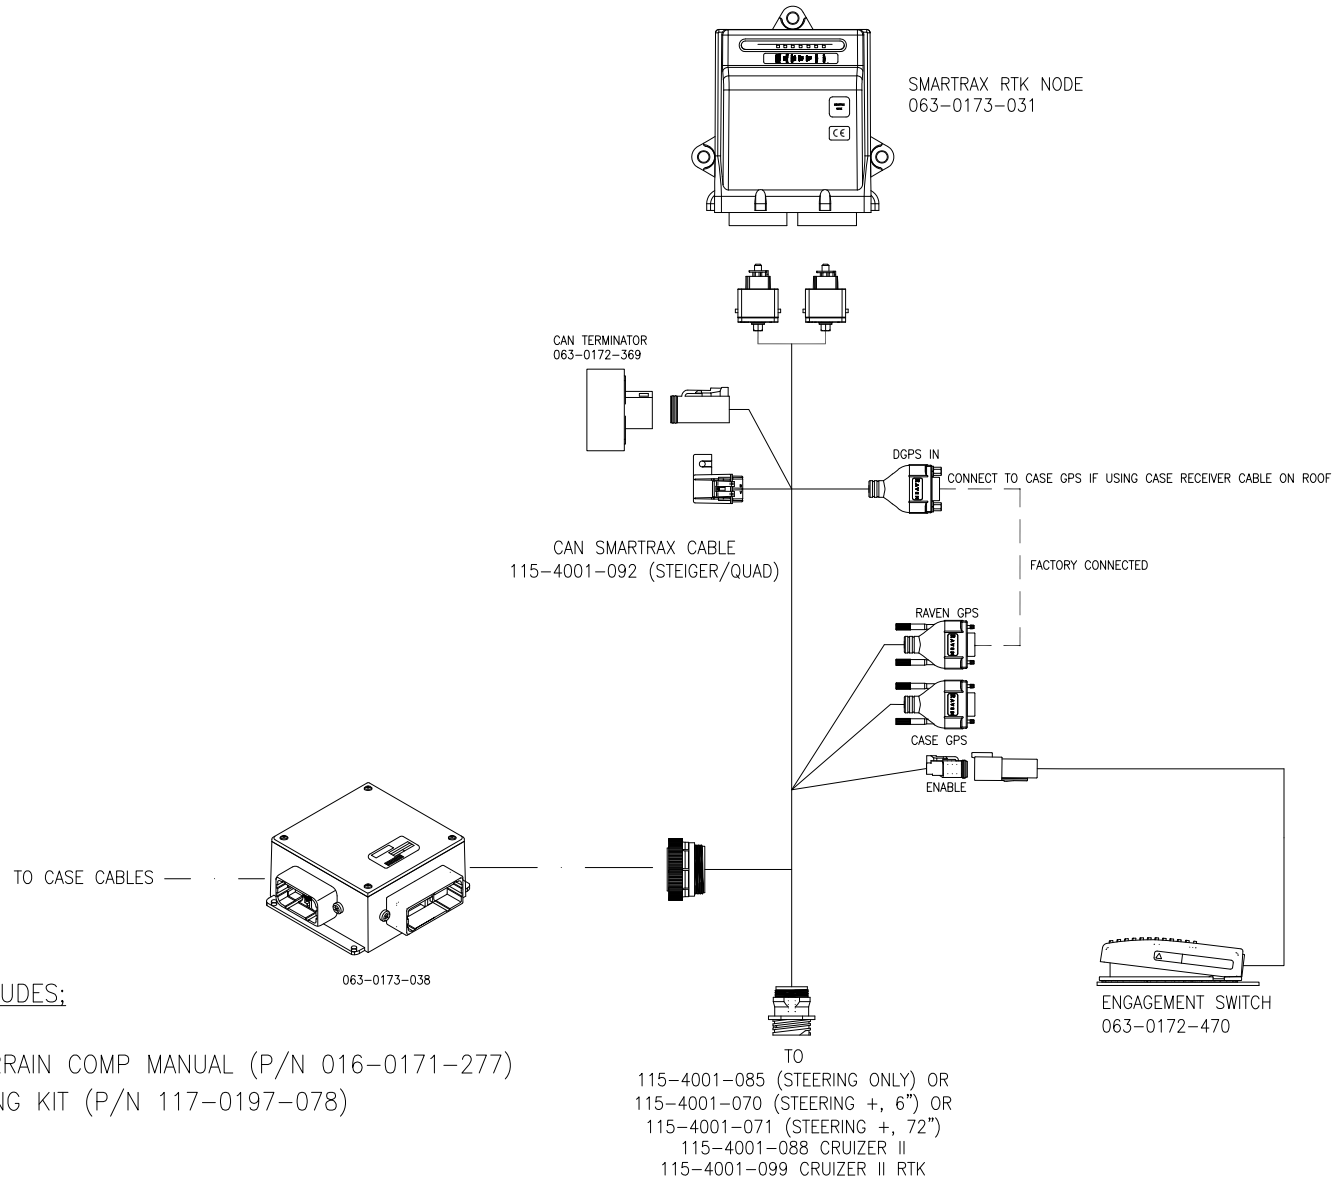 SMARTRAX RTK NODE
063-0173-031
CAN TERMINATOR
063-0172-369
DGPS IN
CONNECT TO CASE GPS IF USING CASE RECEIVER CABLE ON ROOF
CAN SMARTRAX CABLE
115-4001-092 (STEIGER/QUAD)
FACTORY CONNECTED
RAVEN GPS
CASE GPS
ENABLE
TO CASE CABLES
063-0173-038
UDES;
RRAIN COMP MANUAL (P/N 016-0171-277)
NG KIT (P/N 117-0197-078)
ENGAGEMENT SWITCH
063-0172-470
TO
115-4001-085 (STEERING ONLY) OR
115-4001-070 (STEERING +, 6") OR
115-4001-071 (STEERING +, 72")
115-4001-088 CRUIZER II
115-4001-099 CRUIZER II RTK